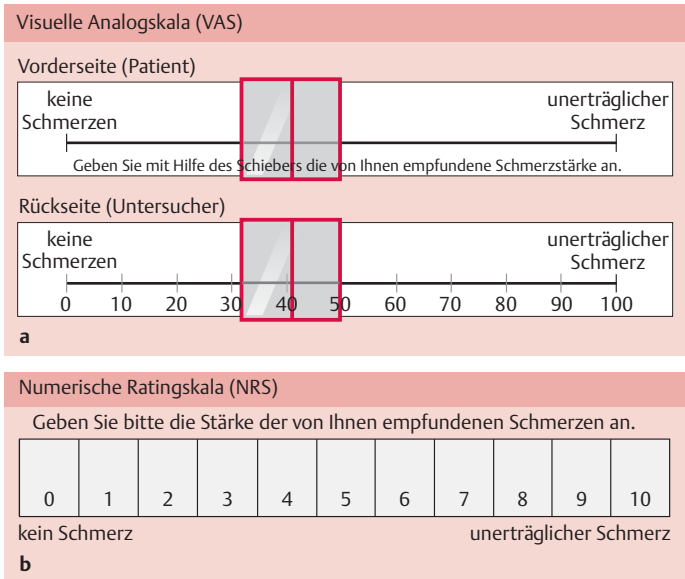 Visuelle Analogskala (VAS)
Vorderseite (Patient)
keine unerträglicher
Schmerzen Schmerz
Geben Sie mit Hilfe des Schiebers die von Ihnen empfundene Schmerzstärke an.
Rückseite (Untersucher)
keine unerträglicher
Schmerzen Schmerz
0 10 20 30 40 50 60 70 80 90 100
a
Numerische Ratingskala (NRS)
Geben Sie bitte die Stärke der von Ihnen empfundenen Schmerzen an.
0 1 2 3 4 5 6 7 8 9 10
kein Schmerz unerträglicher Schmerz
b